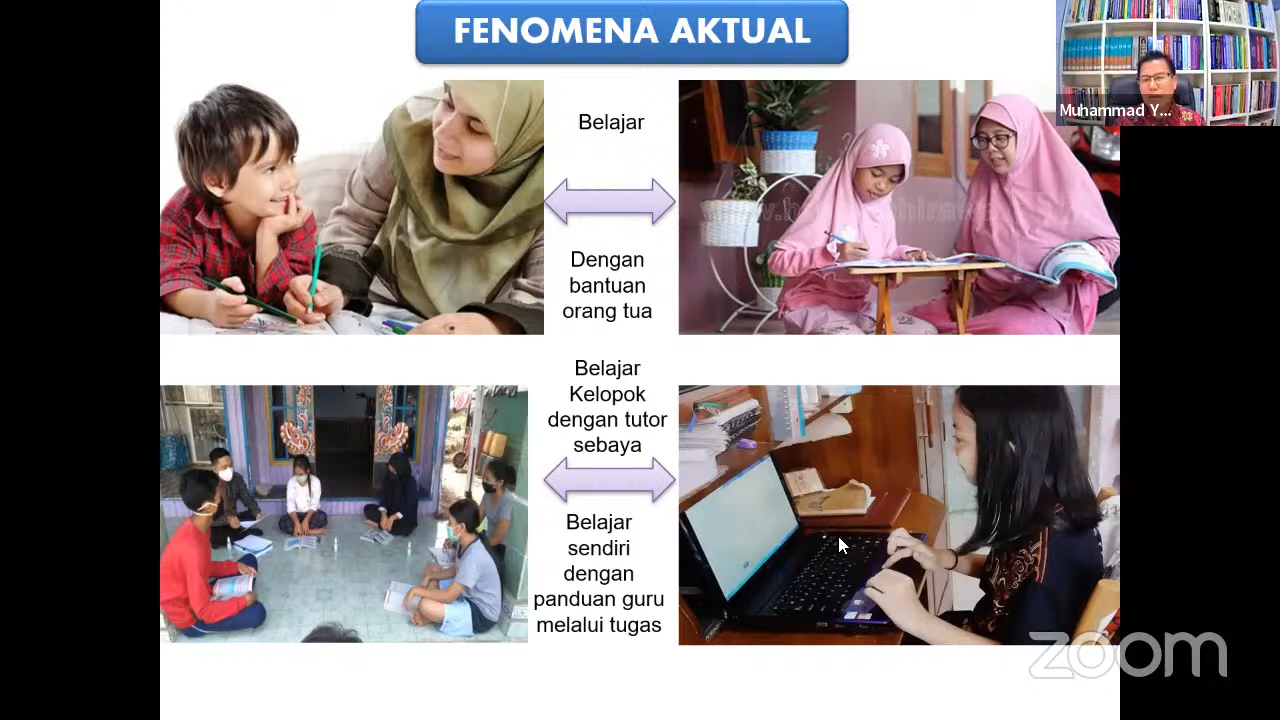 FENOMENA AKTUAL
Muhammad Y...
Belajar
Dengan
bantuan
orang tua
Belajar
Kelopok
dengan tutor
sebaya
Belajar
sendiri
dengan
panduan guru
melalui tugas
zoom